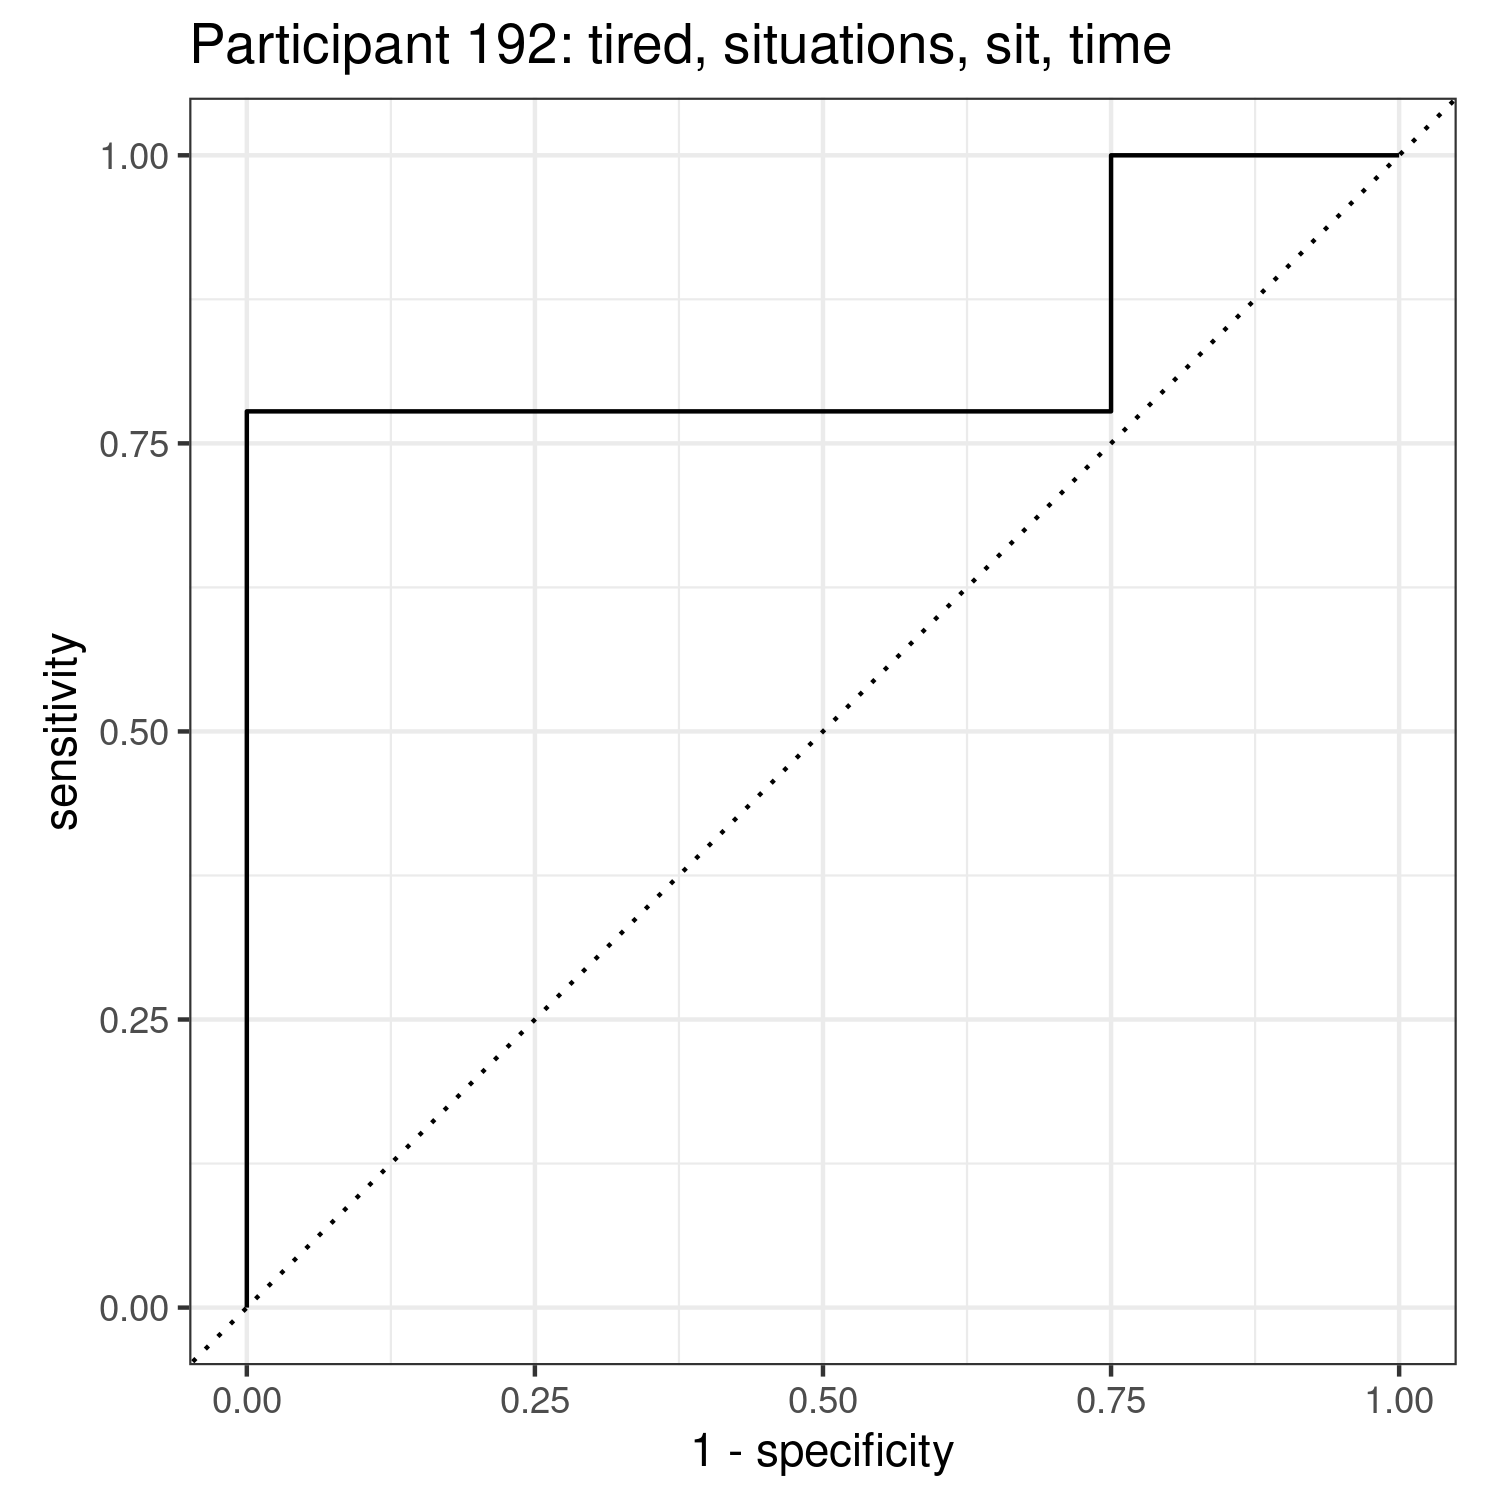 Participant 192: tired, situations, sit, time
1.00
0.75
0.50
0.25
0.00
sensitivity
0.00 0.25 0.50 0.75 1.00
1 - specificity